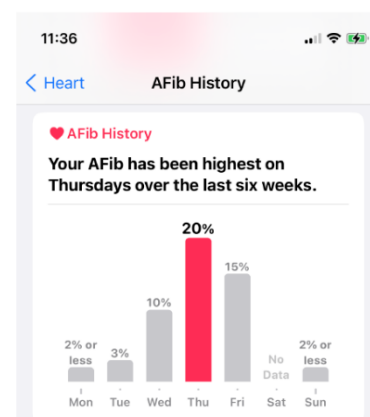 11:36
Heart
AFib History
AFib History
Your AFib has been highest on
Thursdays over the last six weeks.
20%
15%
10%
2% or
less
3%
No
Data
2% or
less
Mon Tue Wed Thu Fri Sat Sun